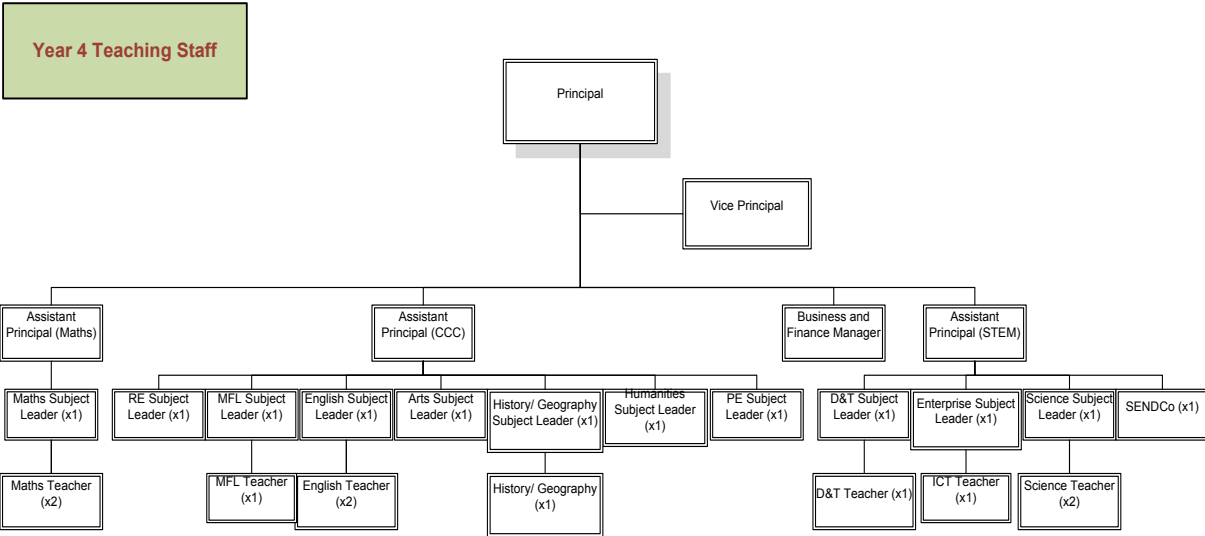 Year 4 Teaching Staff
Principal
Vice Principal
Assistant
Principal (Maths)
Assistant
Principal (CCC)
Business and
Finance Manager
Assistant
Principal (STEM)
Maths Subject
Leader (x1)
RE Subject
Leader (x1)
MFL Subject
Leader (x1)
English Subject
Leader (x1)
Arts Subject
Leader (x1)
History/ Geography
Subject Leader (x1)
Humanities
Subject Leader
(x1)
PE Subject
Leader (x1)
D&T Subject
Leader (x1)
Enterprise Subject
Leader (x1)
Science Subject
Leader (x1)
SENDCo (x1)
Maths Teacher
(x2)
MFL Teacher
(x1)
English Teacher
(x2)
History/ Geography
(x1)
D&T Teacher (x1)
ICT Teacher
(x1)
Science Teacher
(x2)